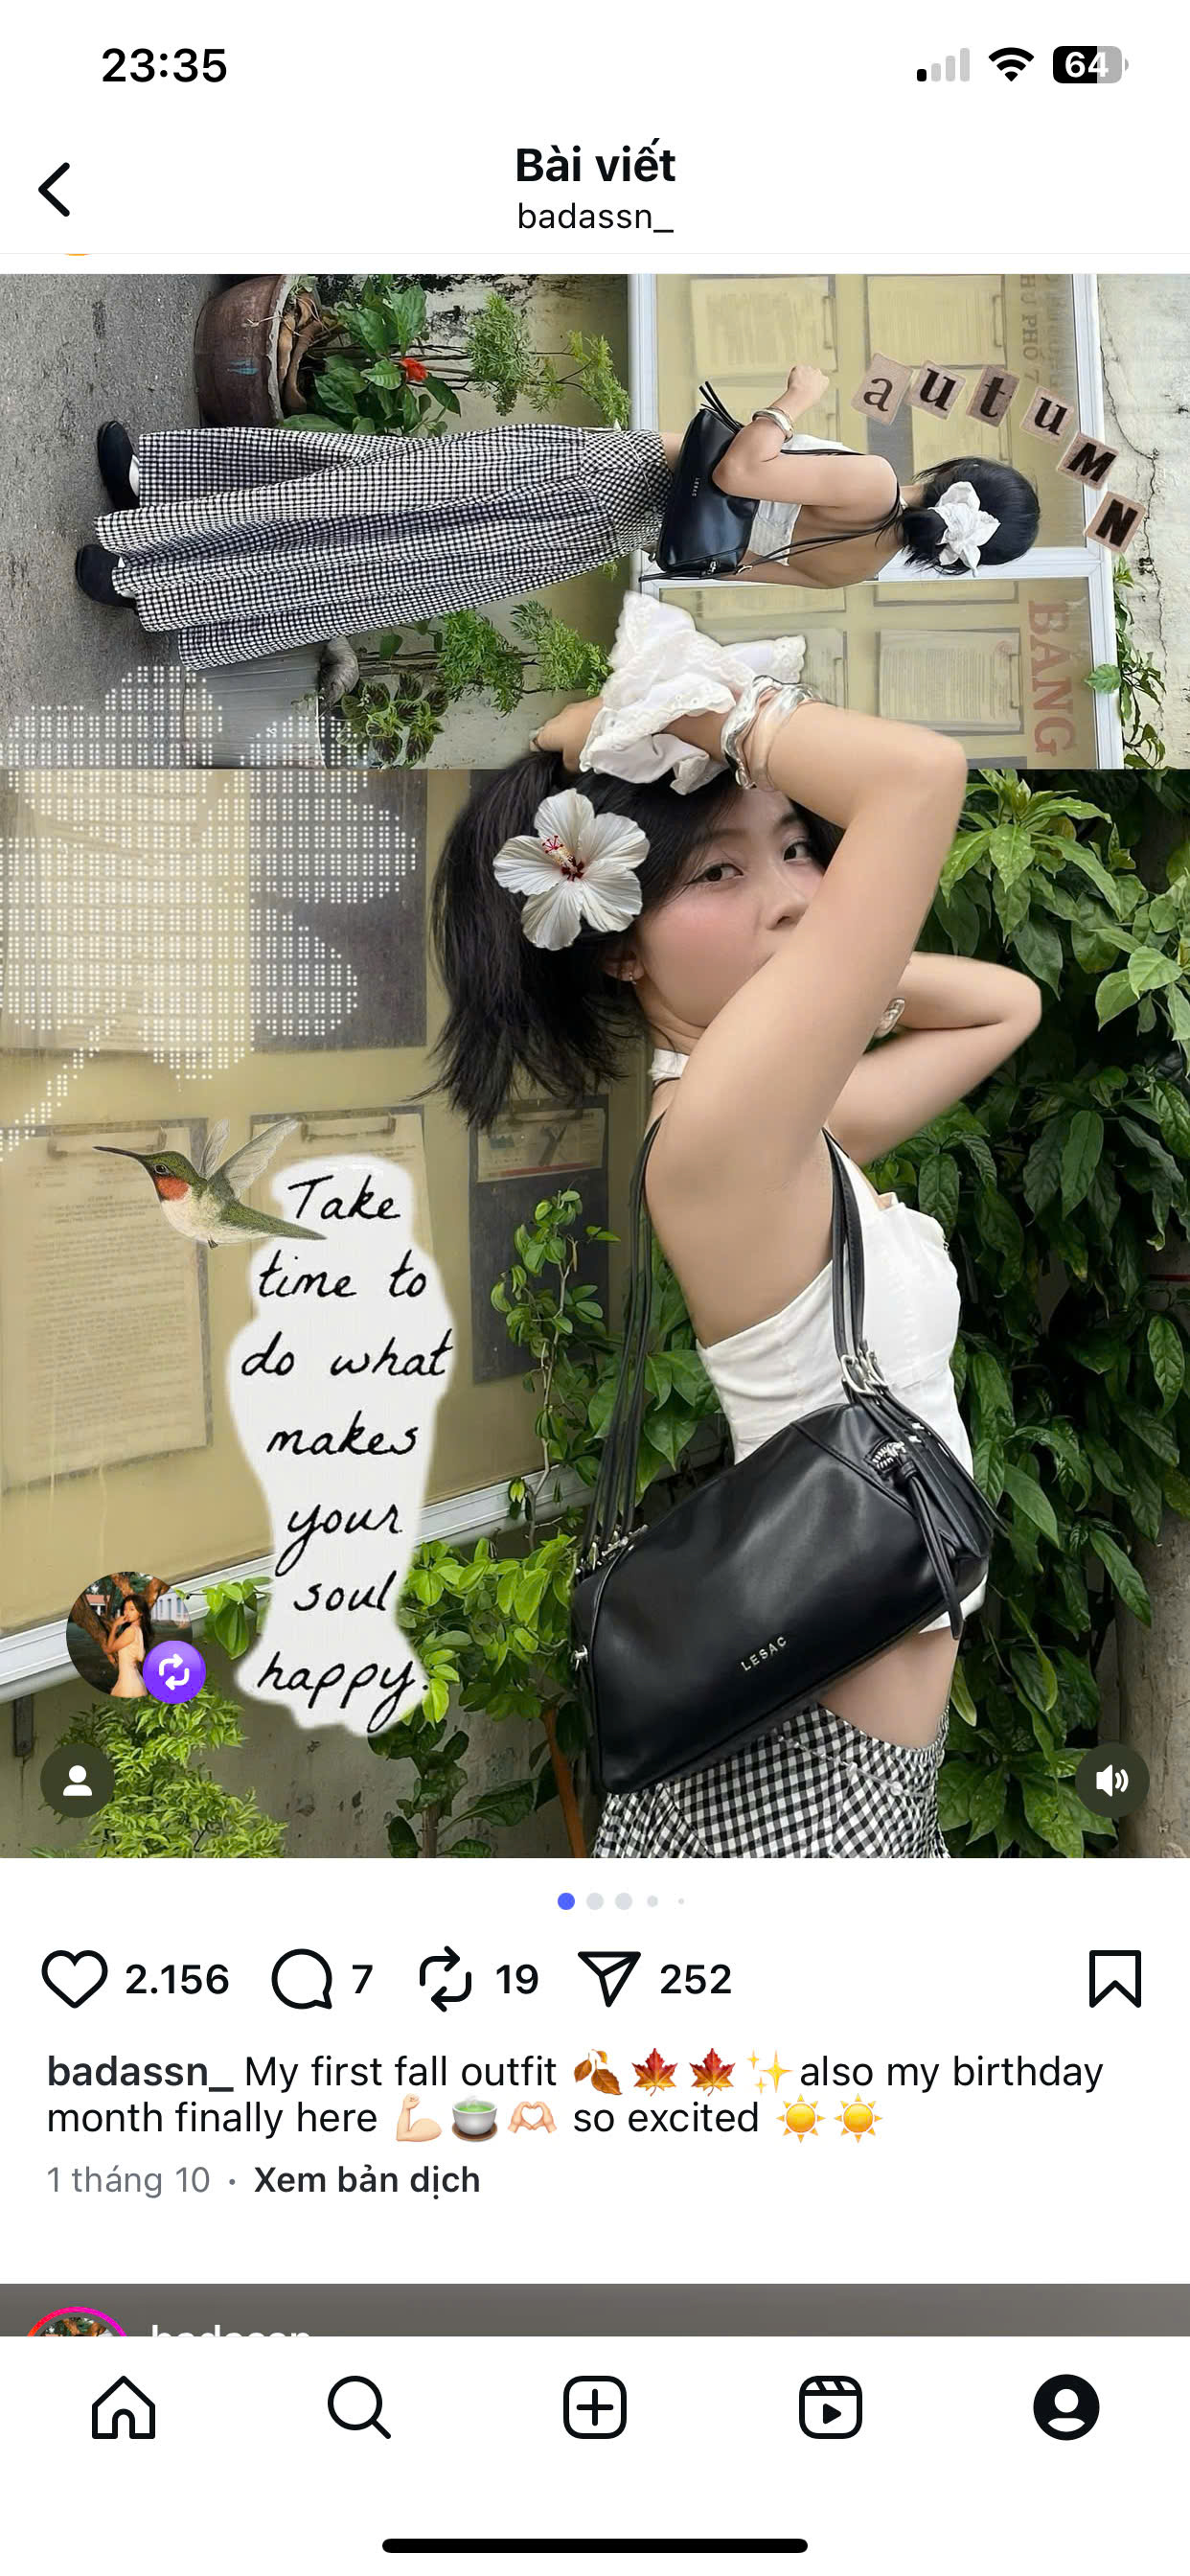 23:35
64
Bài viết
badassn_
autuMN
BẢNG
Take
time to
do what
makes
your
soul
happy.
LESAC
2.156 7 19 252
badassn_ My first fall outfit 🍂🍁🍁✨also my birthday
month finally here 💪🏻🍵🫶🏻 so excited ☀️☀️
1 tháng 10 • Xem bản dịch